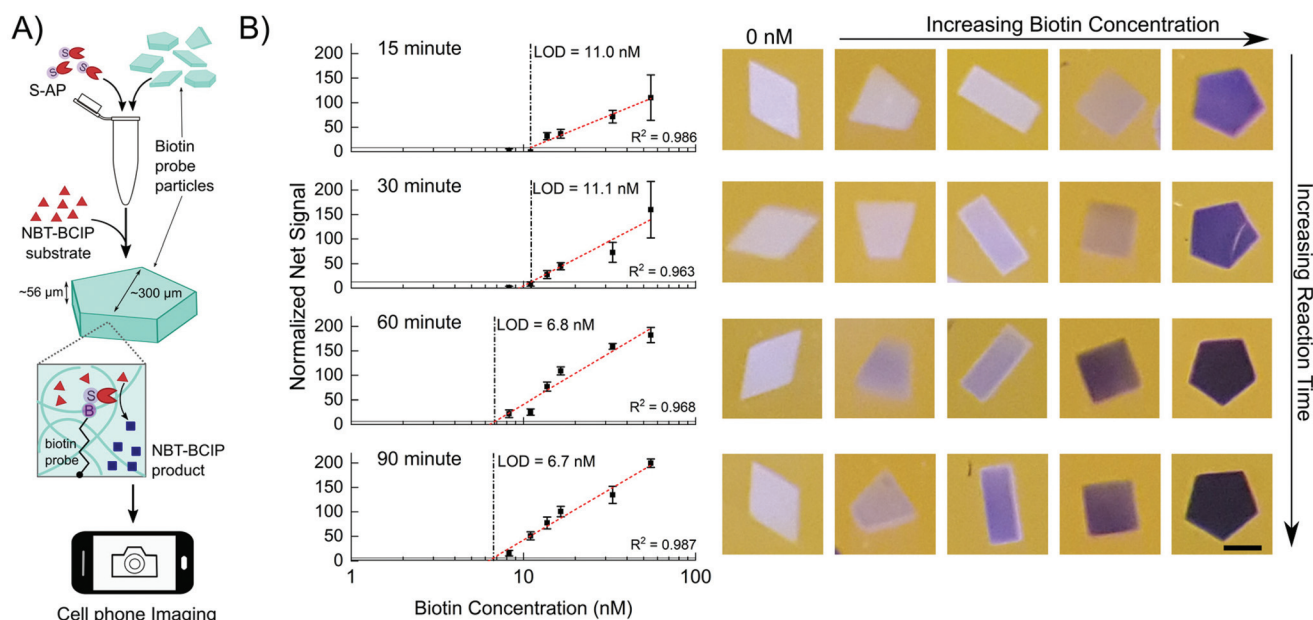 A)
S-AP
S
S
S
Biotin
probe
particles
NBT-BCIP
substrate
~56 µm
~300 µm
S
B
biotin
probe
NBT-BCIP
product
Cell phone Imaging
B)
Normalized Net Signal
15 minute
LOD = 11.0 nM
R² = 0.986
200
150
100
50
0
30 minute
LOD = 11.1 nM
R² = 0.963
200
150
100
50
0
60 minute
LOD = 6.8 nM
R² = 0.968
200
150
100
50
0
90 minute
LOD = 6.7 nM
R² = 0.987
200
150
100
50
0
1
10
100
Biotin Concentration (nM)
Increasing Biotin Concentration
0 nM
Increasing Reaction Time